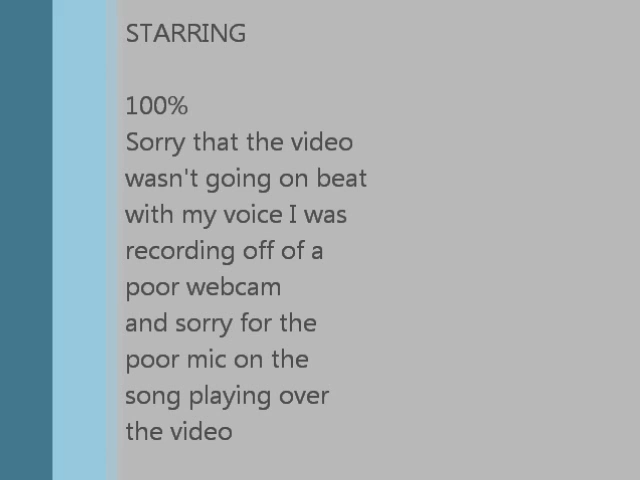 STARRING
100%
Sorry that the video
wasn't going on beat
with my voice I was
recording off of a
poor webcam
and sorry for the
poor mic on the
song playing over
the video